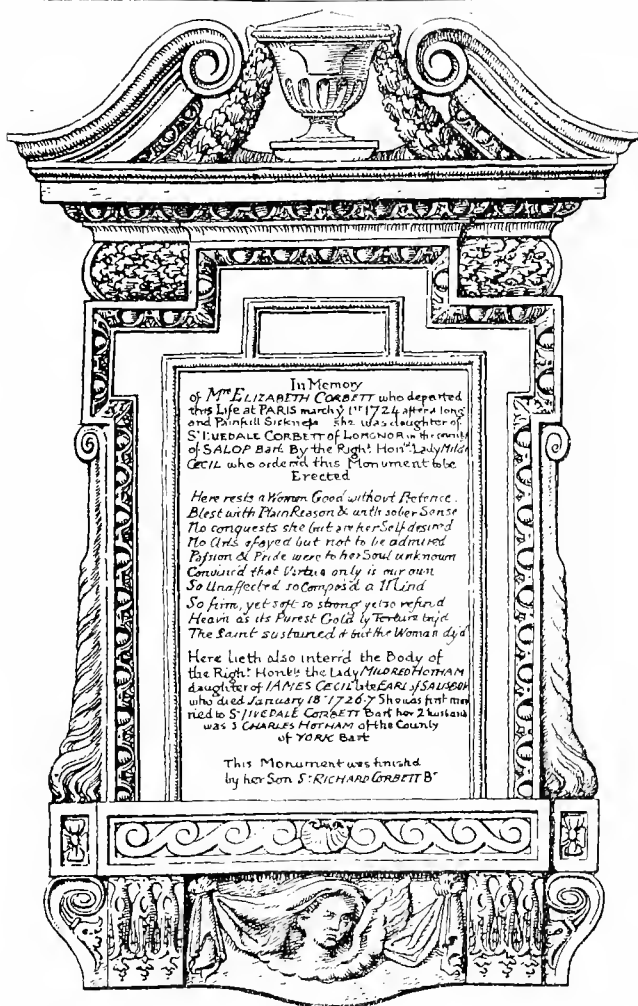 In Memory
of Mrs ELIZABETH CORBETT who departed
this Life at PARIS march yᵉ 1ˢᵗ 1724 after a long
and Painfull Sickness she was daughter of
Sʳ UVEDALE CORBETT of LONGNOR in the county
of SALOP Bart. By the Right Honᵇˡᵉ Lady Mildᵈ
CECIL who orderd this Monument to be
Erected
Here rests a Women Good without Pretence.
Blest with Plain Reason & with sober Sense
No conquests she but are her Self desired
No Arts essayed but not to be admired
Passion & Pride were to her Soul unknown
Convinc'd that Virtue only is our own
So Unaffected so Compos'd a Mind
So firm, yet soft so strong yet so refind
Heavn as its Purest Gold by Torture try'd
The Saint sustained it but the Woman dy'd
Here lieth also interr'd the Body of
the Right Honble the Lady MILDRED HOTHAM
daughter of IAMES CECIL late EARL of SALISBURY
who died January 18 1726-7 She was first mar
ried to Sʳ UVEDALE CORBETT Bart her 2 husband
was S CHARLES HOTHAM of the County
of YORK Bart
This Monument was finished
by her Son Sʳ RICHARD CORBETT Bᵗ